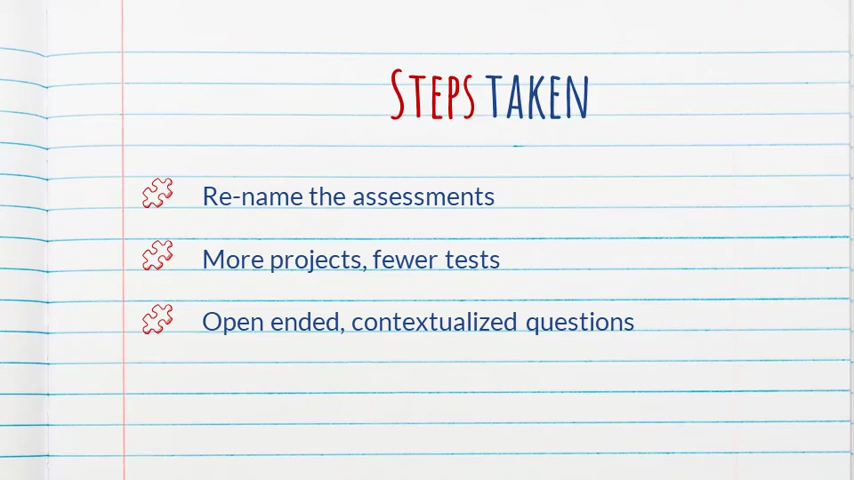 Steps taken
Re-name the assessments
More projects, fewer tests
Open ended, contextualized questions